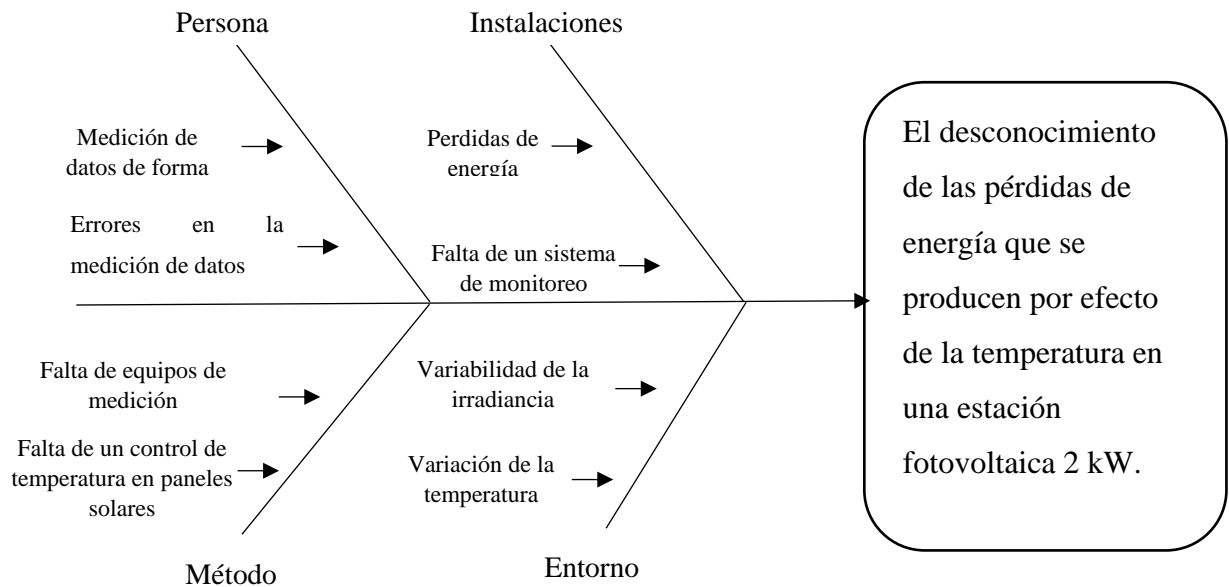 Persona
Instalaciones
Medición de
datos de forma
Perdidas de
energía
Errores en la
medición de datos
Falta de un sistema
de monitoreo
El desconocimiento
de las pérdidas de
energía que se
producen por efecto
de la temperatura en
una estación
fotovoltaica 2 kW.
Falta de equipos de
medición
Variabilidad de la
irradiancia
Falta de un control de
temperatura en paneles
solares
Variación de la
temperatura
Método
Entorno